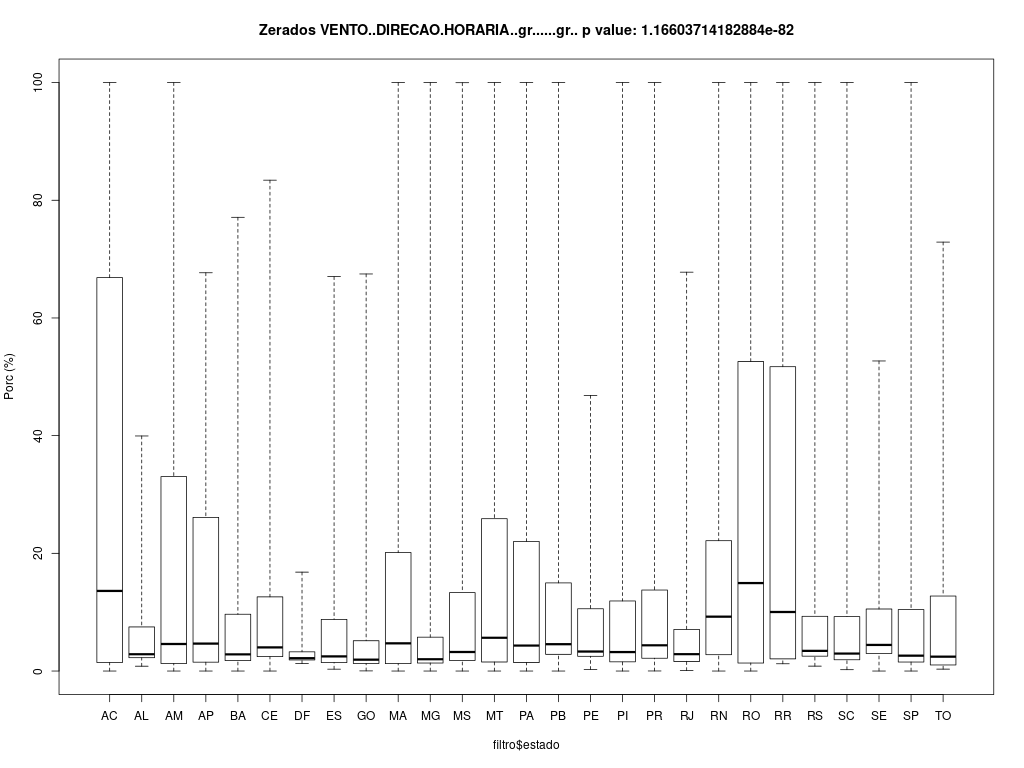 Zerados VENTO..DIRECAO.HORARIA..gr......gr.. p value: 1.16603714182884e-82
100
80
60
40
20
0
Porc (%)
AC AL AM AP BA CE DF ES GO MA MG MS MT PA PB PE PI PR RJ RN RO RR RS SC SE SP TO
filtro$estado